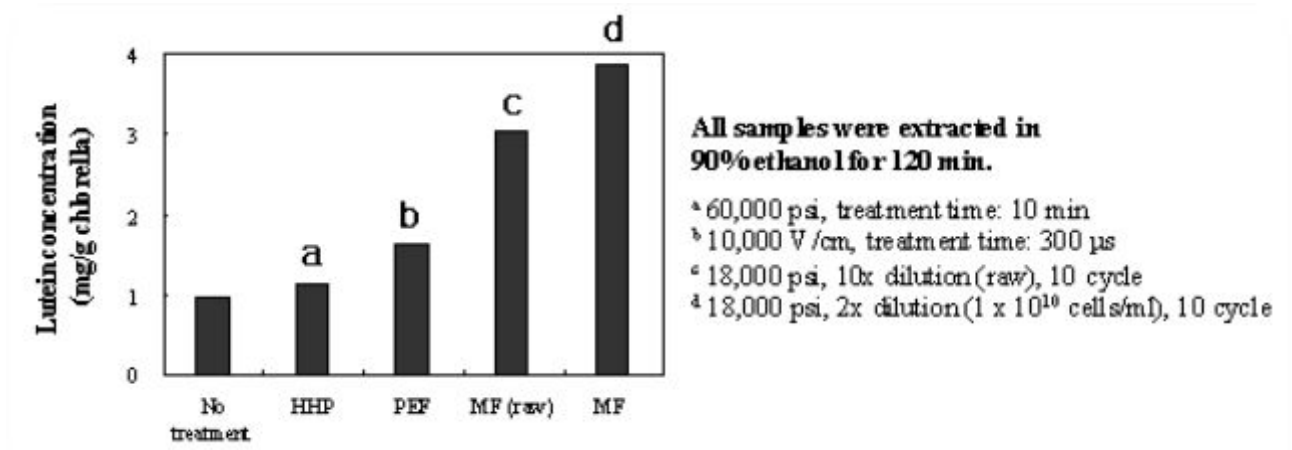 d
c
b
a
Lutein concentration
(mg/g chlorella)
4
3
2
1
0
No
treatment
HHP
PEF
MF (raw)
MF
All samples were extracted in
90% ethanol for 120 min.
ᵃ 60,000 psi, treatment time: 10 min
ᵇ 10,000 V/cm, treatment time: 300 µs
ᶜ 18,000 psi, 10x dilution (raw), 10 cycle
ᵈ 18,000 psi, 2x dilution (1 x 10¹⁰ cells/ml), 10 cycle